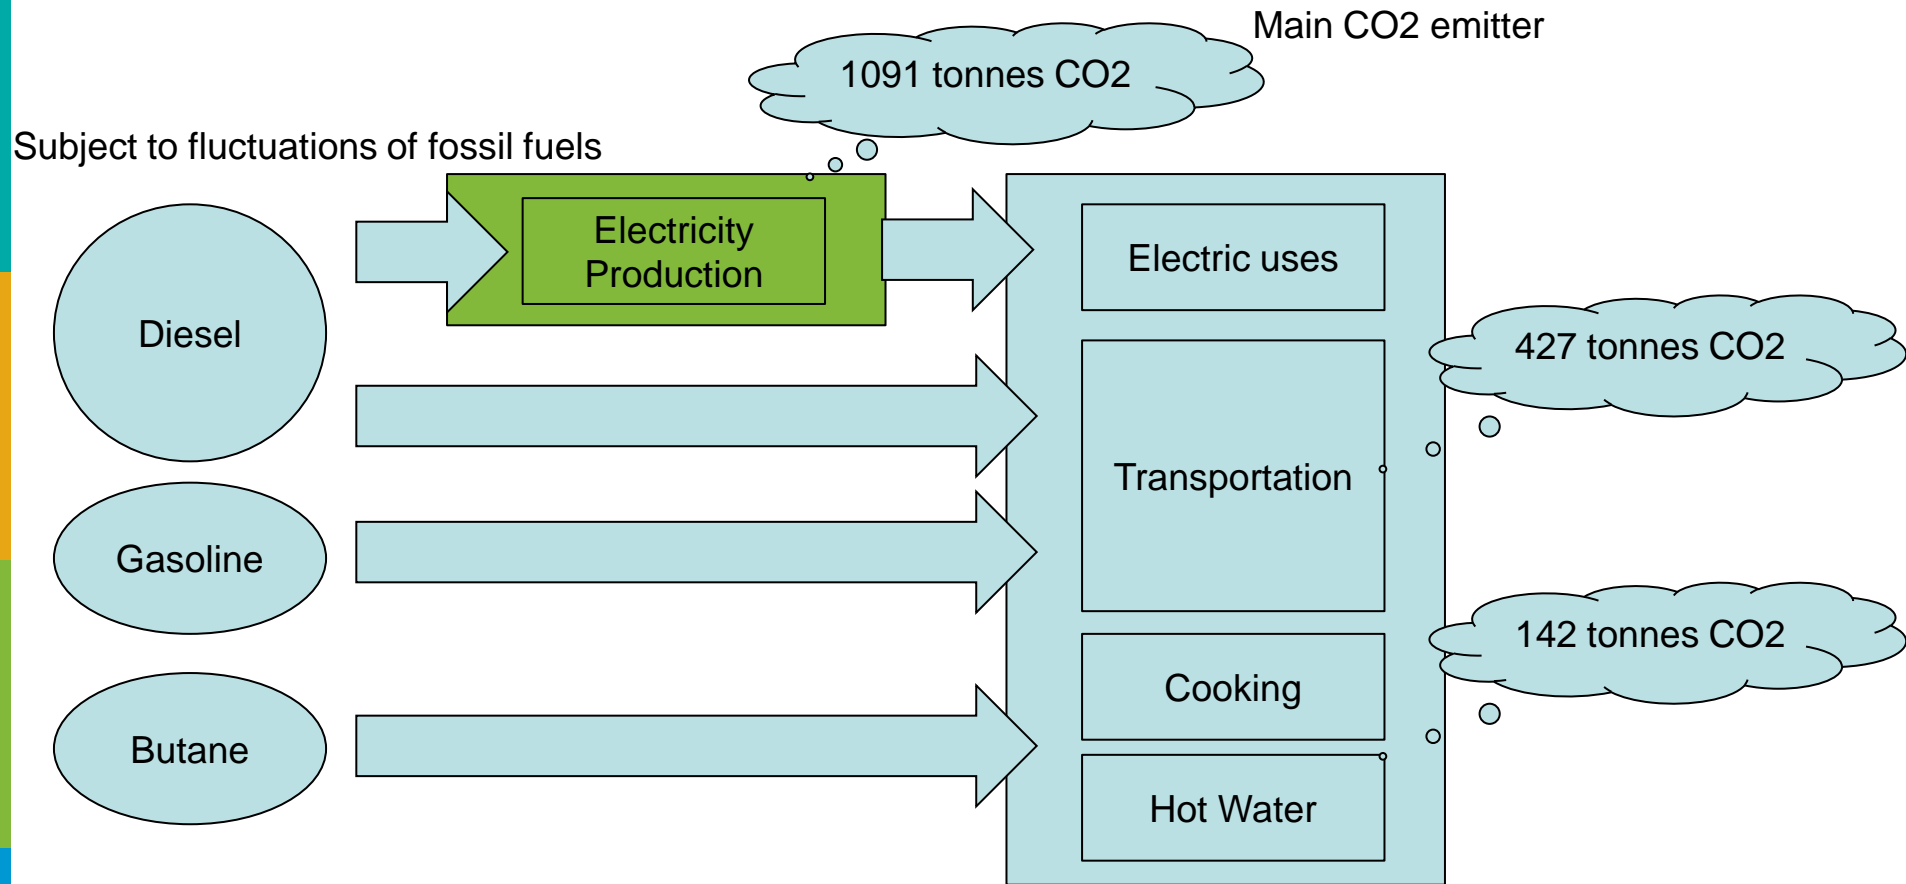 Main CO2 emitter
1091 tonnes CO2
Subject to fluctuations of fossil fuels
Electricity
Production
Electric uses
Diesel
427 tonnes CO2
Transportation
Gasoline
142 tonnes CO2
Cooking
Butane
Hot Water